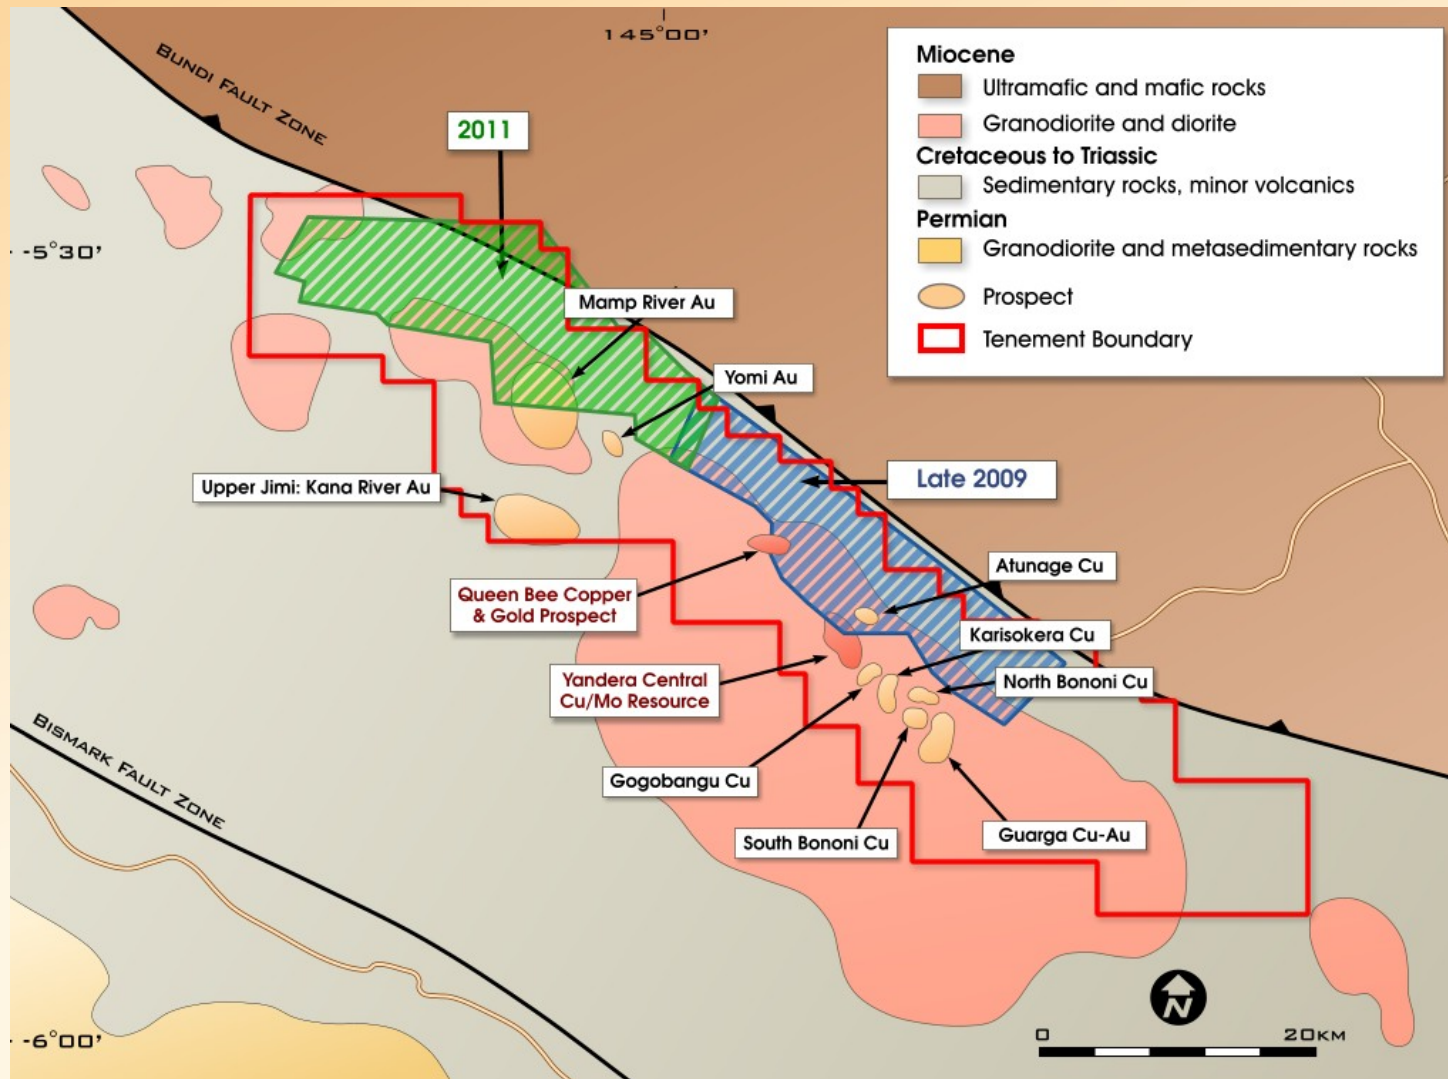 145°00'
BUNDI FAULT ZONE
2011
-5°30'
Mamp River Au
Yomi Au
Upper Jimi: Kana River Au
Late 2009
Atunage Cu
Queen Bee Copper
& Gold Prospect
Karisokera Cu
Yandera Central
Cu/Mo Resource
North Bononi Cu
Gogobangu Cu
South Bononi Cu
Guarga Cu-Au
BISMARK FAULT ZONE
-6°00'
N
0 20KM
Miocene
Ultramafic and mafic rocks
Granodiorite and diorite
Cretaceous to Triassic
Sedimentary rocks, minor volcanics
Permian
Granodiorite and metasedimentary rocks
Prospect
Tenement Boundary